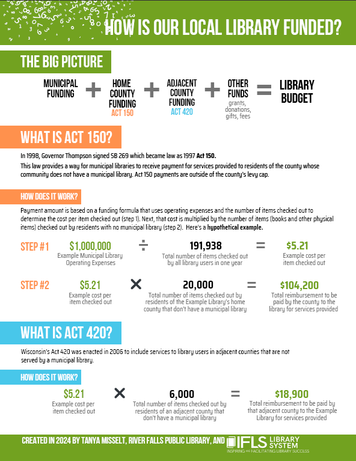 HOW IS OUR LOCAL LIBRARY FUNDED?
THE BIG PICTURE
MUNICIPAL FUNDING + HOME COUNTY FUNDING ACT 150 + ADJACENT COUNTY FUNDING ACT 420 + OTHER FUNDS grants, donations, gifts, fees = LIBRARY BUDGET
WHAT IS ACT 150?
In 1998, Governor Thompson signed SB 269 which became law as 1997 Act 150.
This law provides a way for municipal libraries to receive payment for services provided to residents of the county whose
community does not have a municipal library. Act 150 payments are outside of the county's levy cap.
HOW DOES IT WORK?
Payment amount is based on a funding formula that uses operating expenses and the number of items checked out to
determine the cost per item checked out (step 1). Next, that cost is multiplied by the number of items (books and other physical
items) checked out by residents with no municipal library (step 2). Here's a hypothetical example.
STEP #1 $1,000,000 ÷ 191,938 = $5.21
Example Municipal Library Total number of items checked out Example cost per
Operating Expenses by all library users in one year item checked out
STEP #2 $5.21 × 20,000 = $104,200
Example cost per Total number of items checked out by Total reimbursement to be
item checked out residents of the Example Library's home paid by the county to the
county that don't have a municipal library library for services provided
WHAT IS ACT 420?
Wisconsin's Act 420 was enacted in 2006 to include services to library users in adjacent counties that are not
served by a municipal library.
HOW DOES IT WORK?
$5.21 × 6,000 = $18,900
Example cost per Total number of items checked out by Total reimbursement to be paid by
item checked out residents of an adjacent county that that adjacent county to the Example
don't have a municipal library Library for services provided
CREATED IN 2024 BY TANYA MISSELT, RIVER FALLS PUBLIC LIBRARY, AND IFLS LIBRARY SYSTEM
INSPIRING & FACILITATING LIBRARY SUCCESS